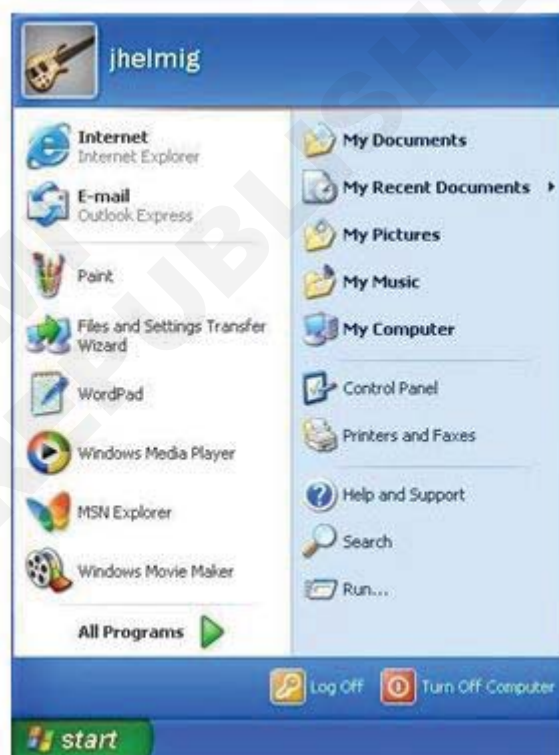 jhelmig
Internet
Internet Explorer
E-mail
Outlook Express
Paint
Files and Settings Transfer
Wizard
WordPad
Windows Media Player
MSN Explorer
Windows Movie Maker
All Programs
My Documents
My Recent Documents
My Pictures
My Music
My Computer
Control Panel
Printers and Faxes
Help and Support
Search
Run...
Log Off
Turn Off Computer
start